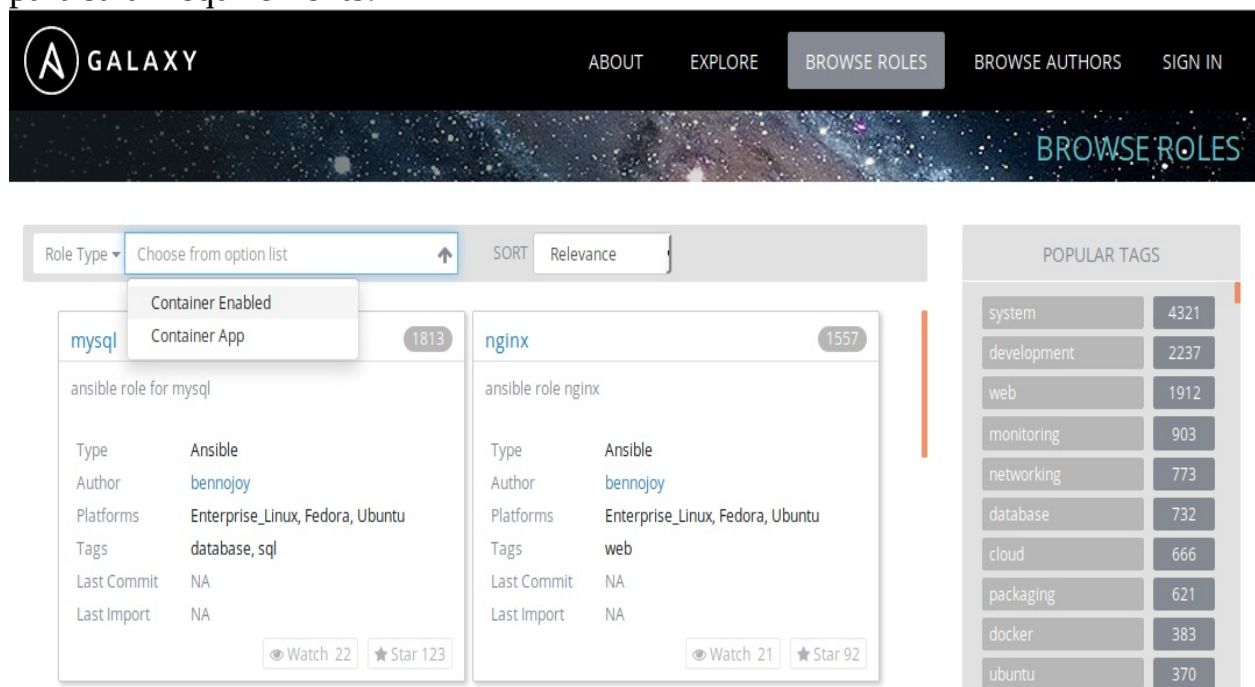 GALAXY
ABOUT EXPLORE BROWSE ROLES BROWSE AUTHORS SIGN IN
BROWSE ROLES
Role Type Choose from option list SORT Relevance
Container Enabled
Container App
mysql 1813
ansible role for mysql
Type Ansible
Author bennojoy
Platforms Enterprise_Linux, Fedora, Ubuntu
Tags database, sql
Last Commit NA
Last Import NA
Watch 22 Star 123
nginx 1557
ansible role nginx
Type Ansible
Author bennojoy
Platforms Enterprise_Linux, Fedora, Ubuntu
Tags web
Last Commit NA
Last Import NA
Watch 21 Star 92
POPULAR TAGS
system 4321
development 2237
web 1912
monitoring 903
networking 773
database 732
cloud 666
packaging 621
docker 383
ubuntu 370